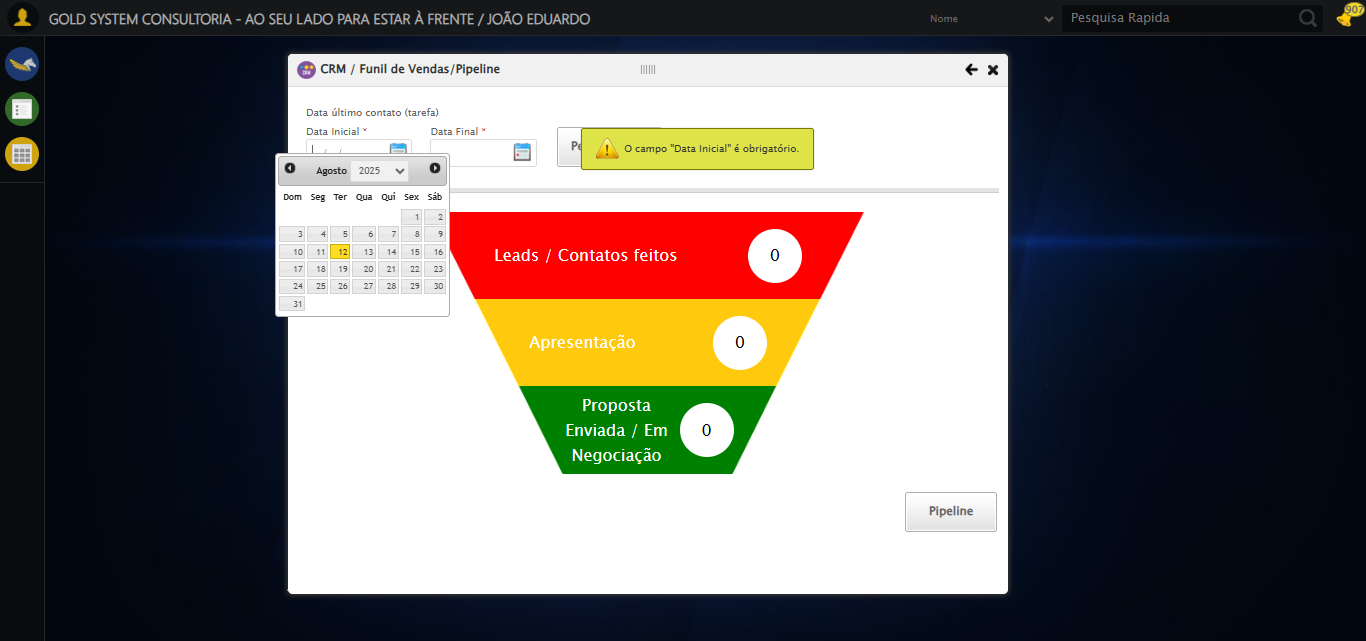 GOLD SYSTEM CONSULTORIA - AO SEU LADO PARA ESTAR À FRENTE / JOÃO EDUARDO
Nome
Pesquisa Rapida
907
CRM / Funil de Vendas/Pipeline
CRM
Data último contato (tarefa)
Data Inicial * Data Final *
_/_/
Pe
O campo "Data Inicial" é obrigatório.
Agosto 2025
Dom Seg Ter Qua Qui Sex Sáb
1 2
3 4 5 6 7 8 9
10 11 12 13 14 15 16
17 18 19 20 21 22 23
24 25 26 27 28 29 30
31
Leads / Contatos feitos 0
Apresentação 0
Proposta
Enviada / Em
Negociação
0
Pipeline